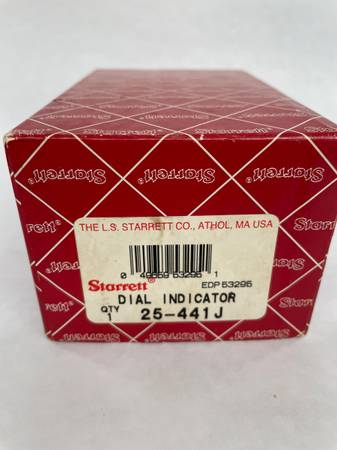 Starrett
Starrett
Starrett
Starrett
THE L.S. STARRETT CO., ATHOL, MA USA
0 49659 53295 1
Starrett EDP 53295
DIAL INDICATOR
QTY
1 25-441J